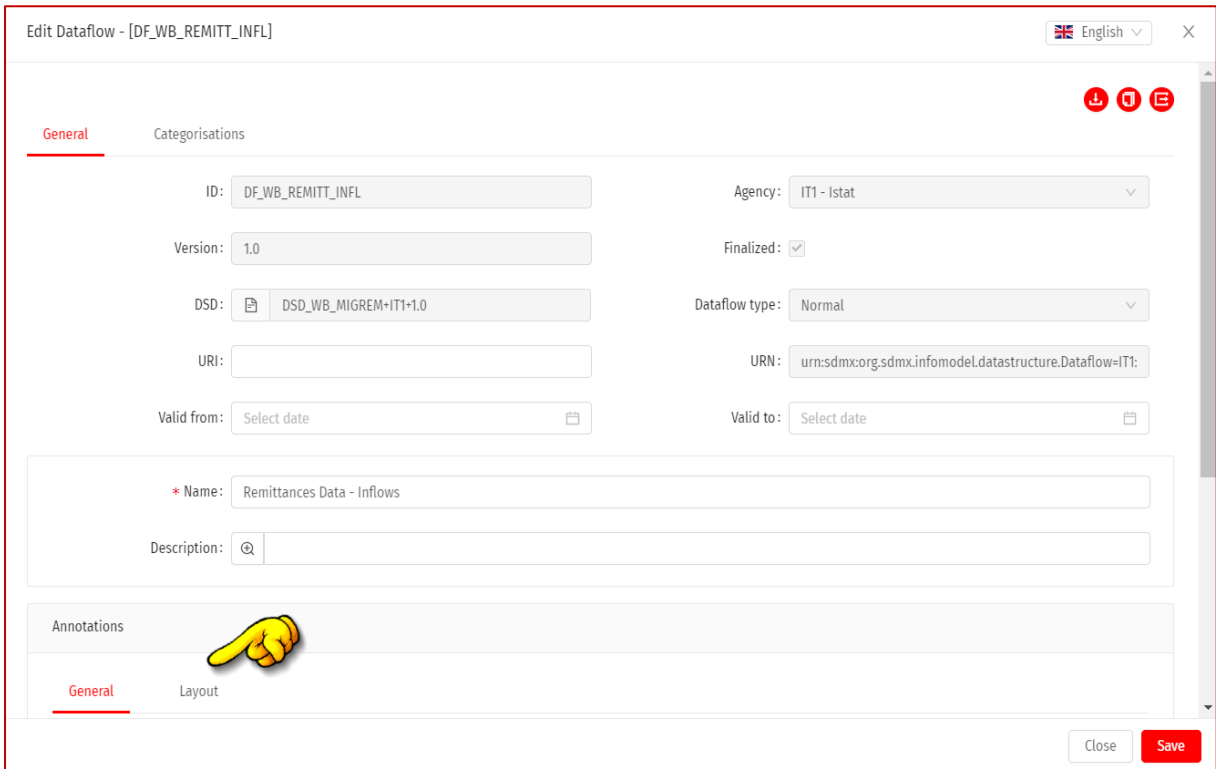 Edit Dataflow - [DF_WB_REMITT_INFL]
English
General Categorisations
ID: DF_WB_REMITT_INFL Agency: IT1 - Istat
Version: 1.0 Finalized:
DSD: DSD_WB_MIGREM+IT1+1.0 Dataflow type: Normal
URI: URN: urn:sdmx:org.sdmx.infomodel.datastructure.Dataflow=IT1:
Valid from: Select date Valid to: Select date
* Name: Remittances Data - Inflows
Description:
Annotations
General Layout
Close Save